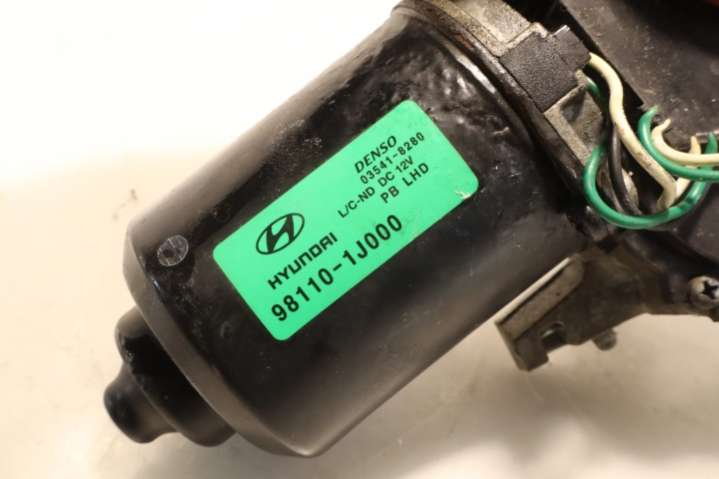 DENSO
03541-8280
L/C-ND DC 12V
PB LHD
HYUNDAI
98110-1J000